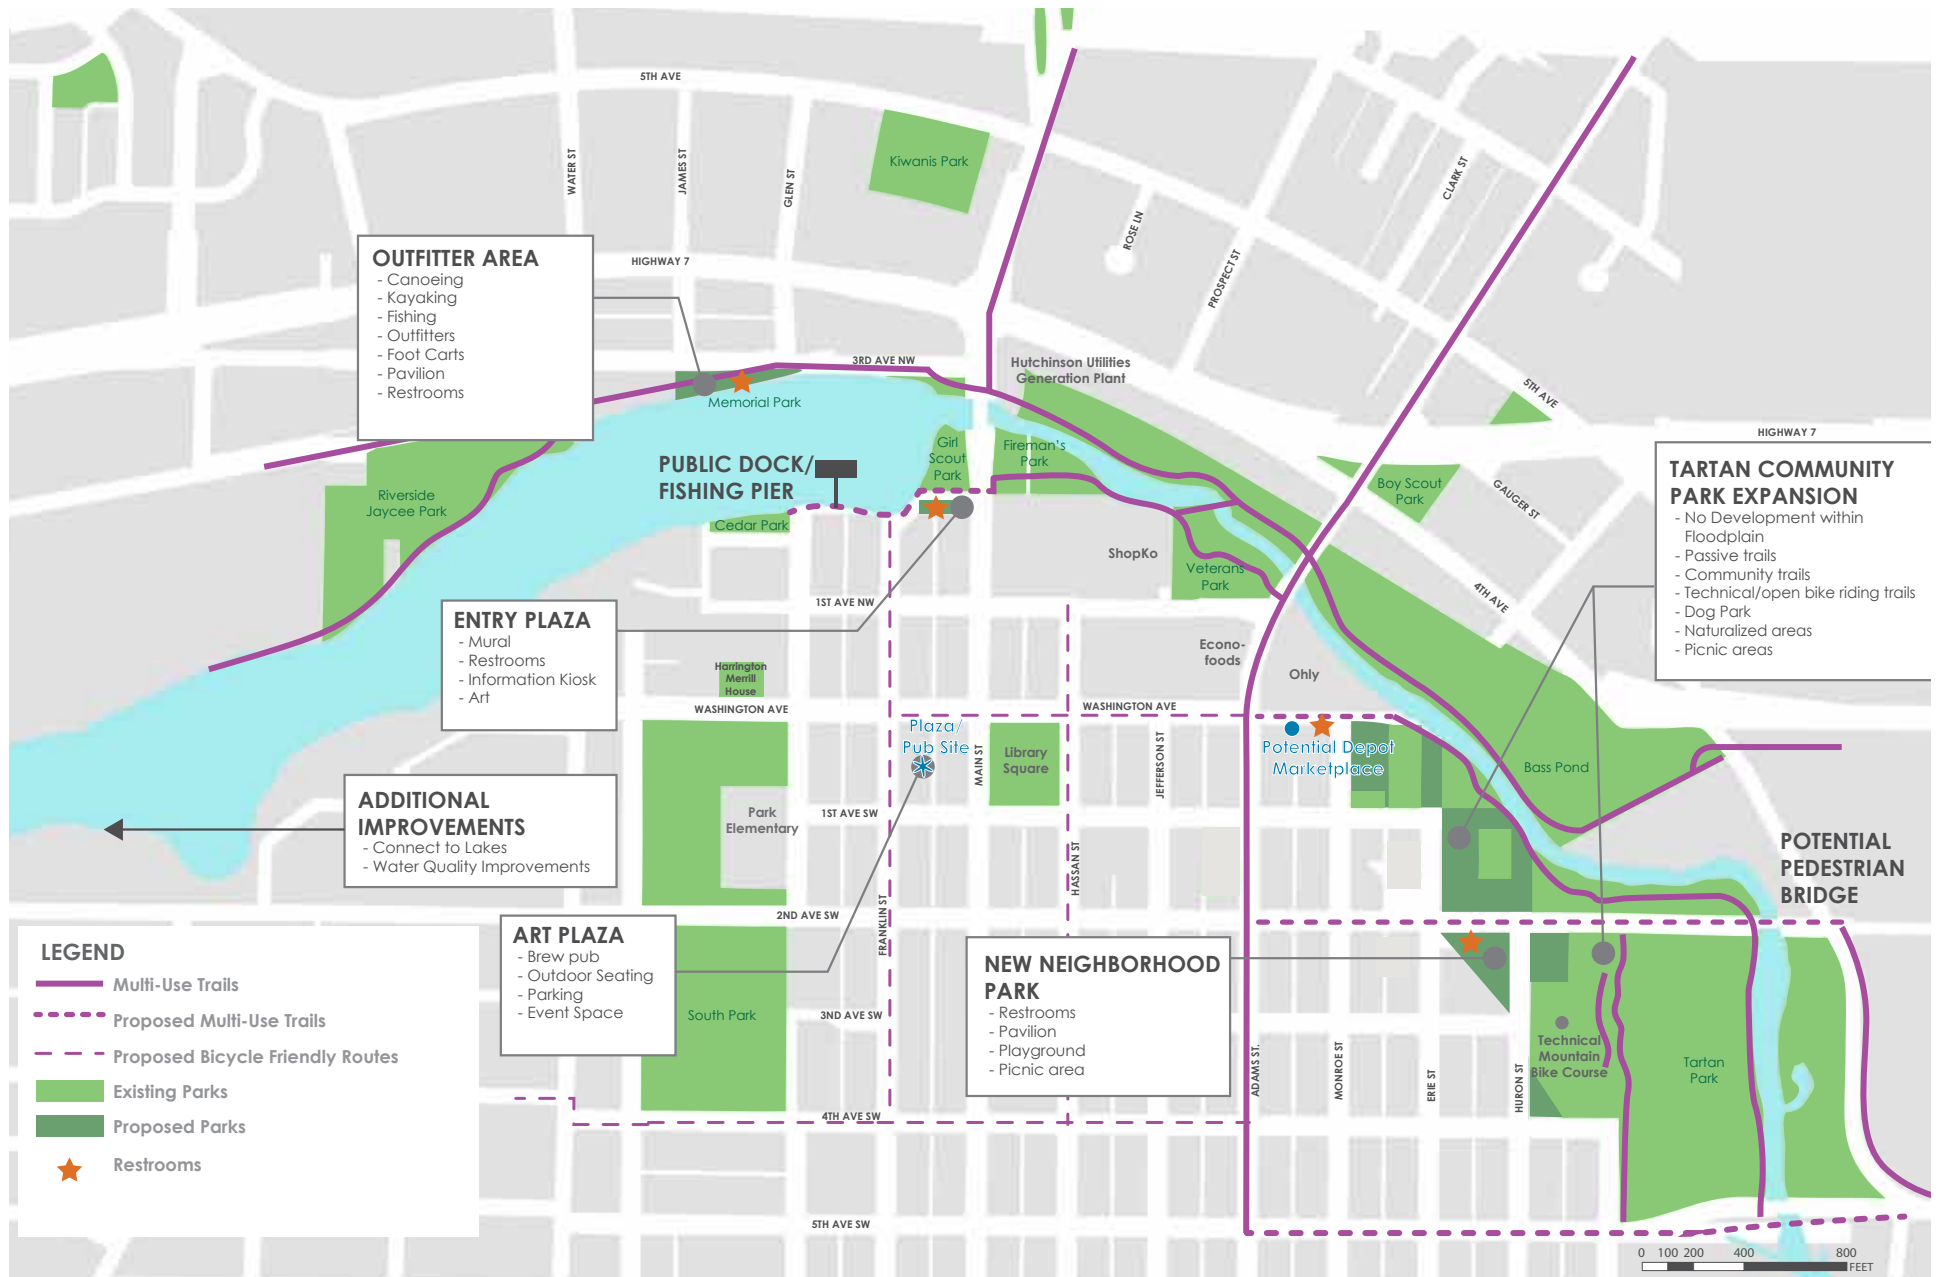 5TH AVE
WATER ST
JAMES ST
GLEN ST
Kiwanis Park
ROSE LN
CLARK ST
PROSPECT ST
OUTFITTER AREA
- Canoeing
- Kayaking
- Fishing
- Outfitters
- Foot Carts
- Pavilion
- Restrooms
HIGHWAY 7
3RD AVE NW
Hutchinson Utilities
Generation Plant
Memorial Park
5TH AVE
HIGHWAY 7
Girl
Scout
Park
Fireman's
Park
PUBLIC DOCK/
FISHING PIER
Riverside
Jaycee Park
Cedar Park
Boy Scout
Park
GAUGER ST
TARTAN COMMUNITY
PARK EXPANSION
- No Development within
Floodplain
- Passive trails
- Community trails
- Technical/open bike riding trails
- Dog Park
- Naturalized areas
- Picnic areas
ShopKo
Veterans
Park
4TH AVE
1ST AVE NW
ENTRY PLAZA
- Mural
- Restrooms
- Information Kiosk
- Art
Econo-
foods
Ohly
Harrington
Merrill
House
WASHINGTON AVE
WASHINGTON AVE
Plaza/
Pub Site
MAIN ST
Library
Square
JEFFERSON ST
Potential Depot
Marketplace
Bass Pond
ADDITIONAL
IMPROVEMENTS
- Connect to Lakes
- Water Quality Improvements
Park
Elementary
1ST AVE SW
HASSAN ST
POTENTIAL
PEDESTRIAN
BRIDGE
2ND AVE SW
FRANKLIN ST
ART PLAZA
- Brew pub
- Outdoor Seating
- Parking
- Event Space
NEW NEIGHBORHOOD
PARK
- Restrooms
- Pavilion
- Playground
- Picnic area
South Park
3ND AVE SW
ADAMS ST.
MONROE ST
ERIE ST
HURON ST
Technical
Mountain
Bike Course
Tartan
Park
4TH AVE SW
5TH AVE SW
LEGEND
Multi-Use Trails
Proposed Multi-Use Trails
Proposed Bicycle Friendly Routes
Existing Parks
Proposed Parks
Restrooms
0 100 200 400 800
FEET